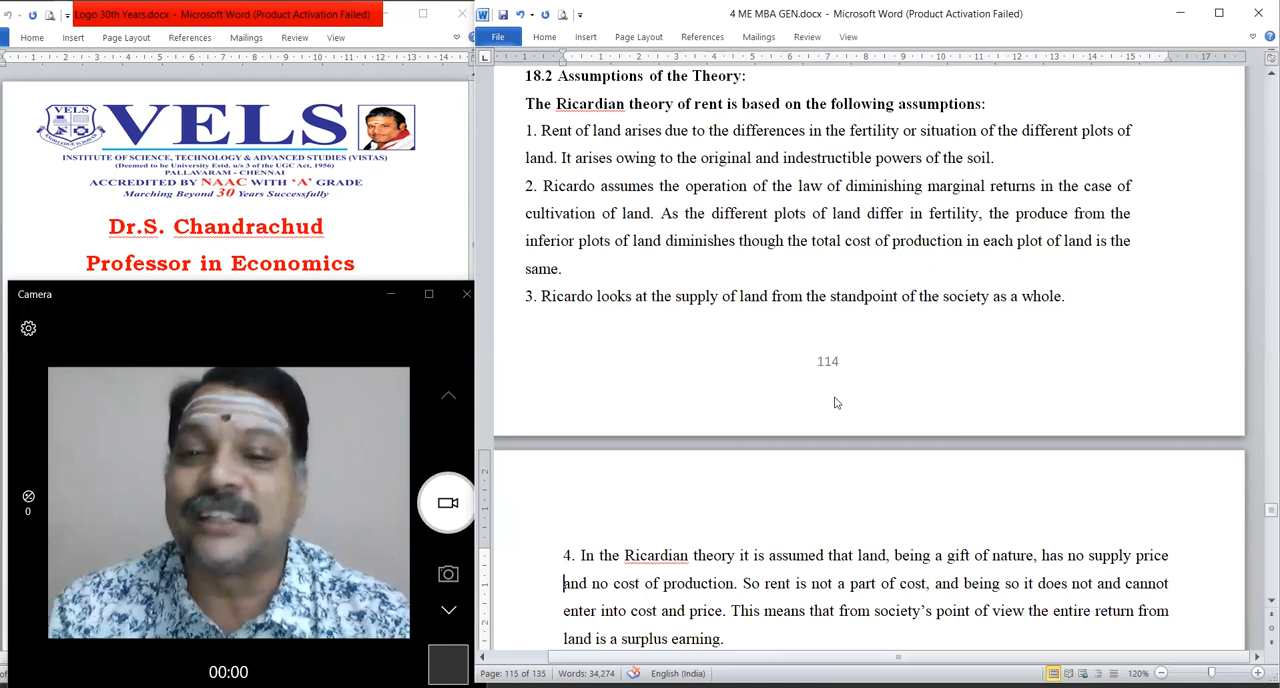 Logo 30th Years.docx - Microsoft Word (Product Activation Failed)
Home Insert Page Layout References Mailings Review View
VELS
VELS
INSTITUTE OF SCIENCE, TECHNOLOGY & ADVANCED STUDIES (VISTAS)
(Deemed to be University Estd. u/s 3 of the UGC Act, 1956)
PALLAVARAM - CHENNAI
ACCREDITED BY NAAC WITH ‘A’ GRADE
Marching Beyond 30 Years Successfully
Dr.S. Chandrachud
Professor in Economics
Camera
0
00:00
4 ME MBA GEN.docx - Microsoft Word (Product Activation Failed)
File Home Insert Page Layout References Mailings Review View
18.2 Assumptions of the Theory:
The Ricardian theory of rent is based on the following assumptions:
1. Rent of land arises due to the differences in the fertility or situation of the different plots of
land. It arises owing to the original and indestructible powers of the soil.
2. Ricardo assumes the operation of the law of diminishing marginal returns in the case of
cultivation of land. As the different plots of land differ in fertility, the produce from the
inferior plots of land diminishes though the total cost of production in each plot of land is the
same.
3. Ricardo looks at the supply of land from the standpoint of the society as a whole.
114
4. In the Ricardian theory it is assumed that land, being a gift of nature, has no supply price
and no cost of production. So rent is not a part of cost, and being so it does not and cannot
enter into cost and price. This means that from society’s point of view the entire return from
land is a surplus earning.
Page: 115 of 135 Words: 34,274 English (India) 120%